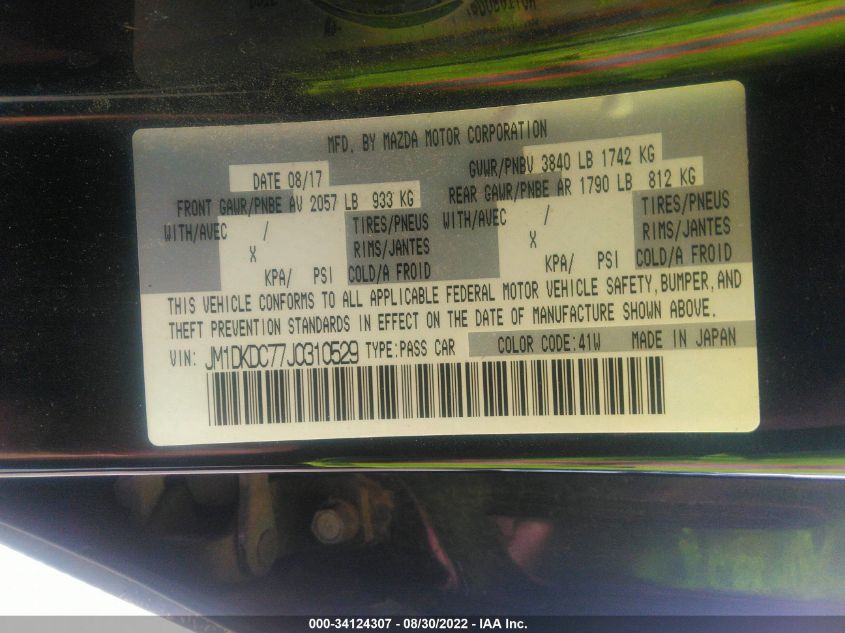 MFD. BY MAZDA MOTOR CORPORATION
DATE 08/17
GVWR/PNBV 3840 LB 1742 KG
FRONT GAWR/PNBE AV 2057 LB 933 KG
REAR GAWR/PNBE AR 1790 LB 812 KG
WITH/AVEC / TIRES/PNEUS WITH/AVEC / TIRES/PNEUS
X RIMS/JANTES X RIMS/JANTES
KPA/ PSI COLD/A FROID KPA/ PSI COLD/A FROID
THIS VEHICLE CONFORMS TO ALL APPLICABLE FEDERAL MOTOR VEHICLE SAFETY, BUMPER, AND
THEFT PREVENTION STANDARDS IN EFFECT ON THE DATE OF MANUFACTURE SHOWN ABOVE.
VIN: JM1DKDC77J0310529 TYPE:PASS CAR COLOR CODE:41W MADE IN JAPAN
000-34124307 - 08/30/2022 - IAA Inc.